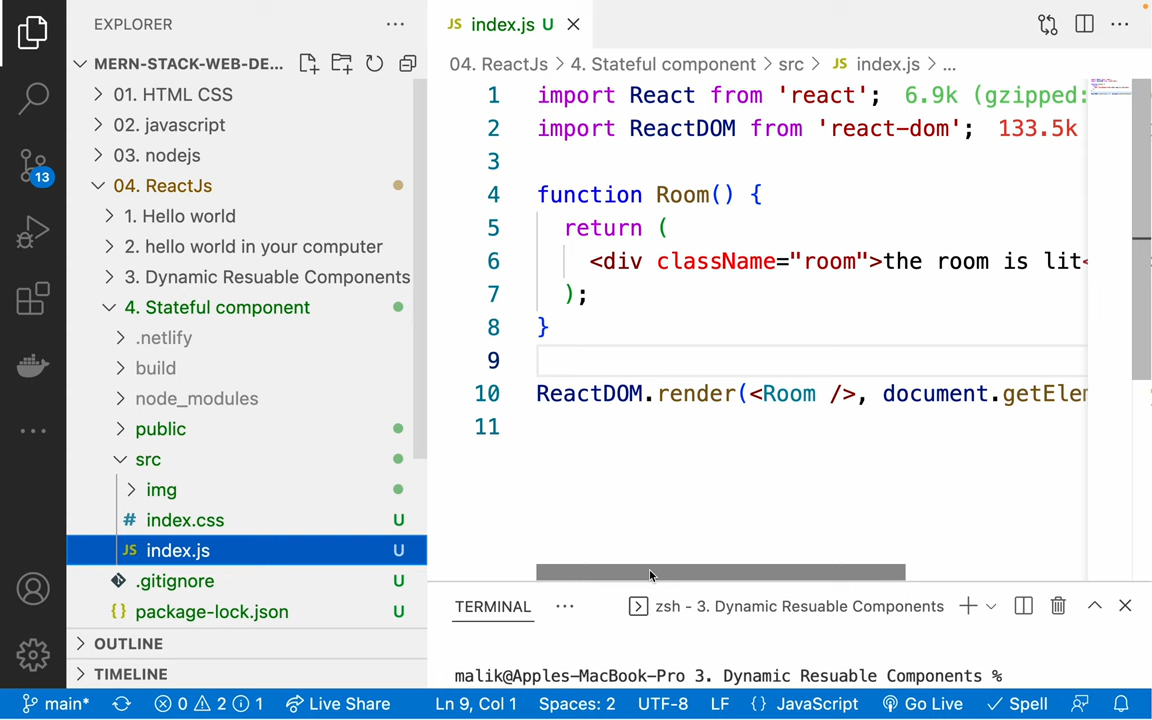 EXPLORER
MERN-STACK-WEB-DE...
01. HTML CSS
02. javascript
03. nodejs
04. ReactJs
1. Hello world
2. hello world in your computer
3. Dynamic Resuable Components
4. Stateful component
.netlify
build
node_modules
public
src
img
# index.css U
JS index.js U
.gitignore U
{} package-lock.json U
OUTLINE
TIMELINE
13
JS index.js U
04. ReactJs > 4. Stateful component > src > JS index.js > ...
1 import React from 'react'; 6.9k (gzipped:
2 import ReactDOM from 'react-dom'; 133.5k
3
4 function Room() {
5 return (
6 <div className="room">the room is lit<
7 );
8 }
9
10 ReactDOM.render(<Room />, document.getElem
11
TERMINAL ... zsh - 3. Dynamic Resuable Components
malik@Apples-MacBook-Pro 3. Dynamic Resuable Components %
main* 0 2 1 Live Share Ln 9, Col 1 Spaces: 2 UTF-8 LF {} JavaScript Go Live Spell